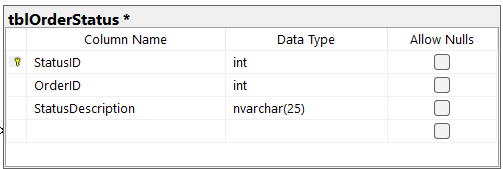 tblOrderStatus *
Column Name Data Type Allow Nulls
StatusID int
OrderID int
StatusDescription nvarchar(25)